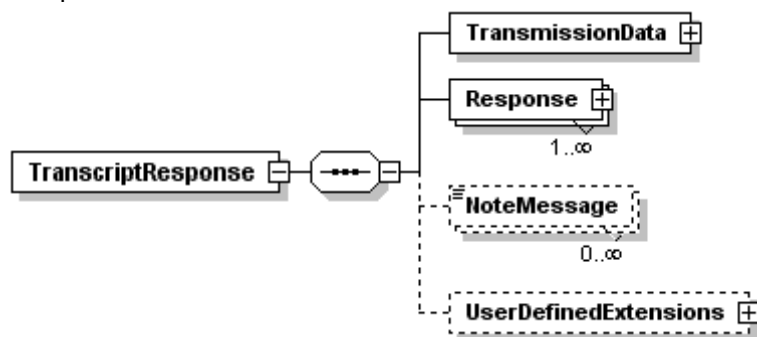 TransmissionData
Response
1..∞
TranscriptResponse
NoteMessage
0..∞
UserDefinedExtensions